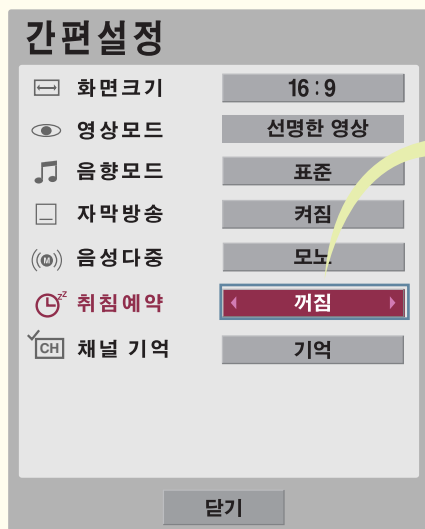 간편설정
화면크기 16:9
영상모드 선명한 영상
음향모드 표준
자막방송 켜짐
음성다중 모노
zz 취침예약 꺼짐
CH 채널 기억 기억
닫기